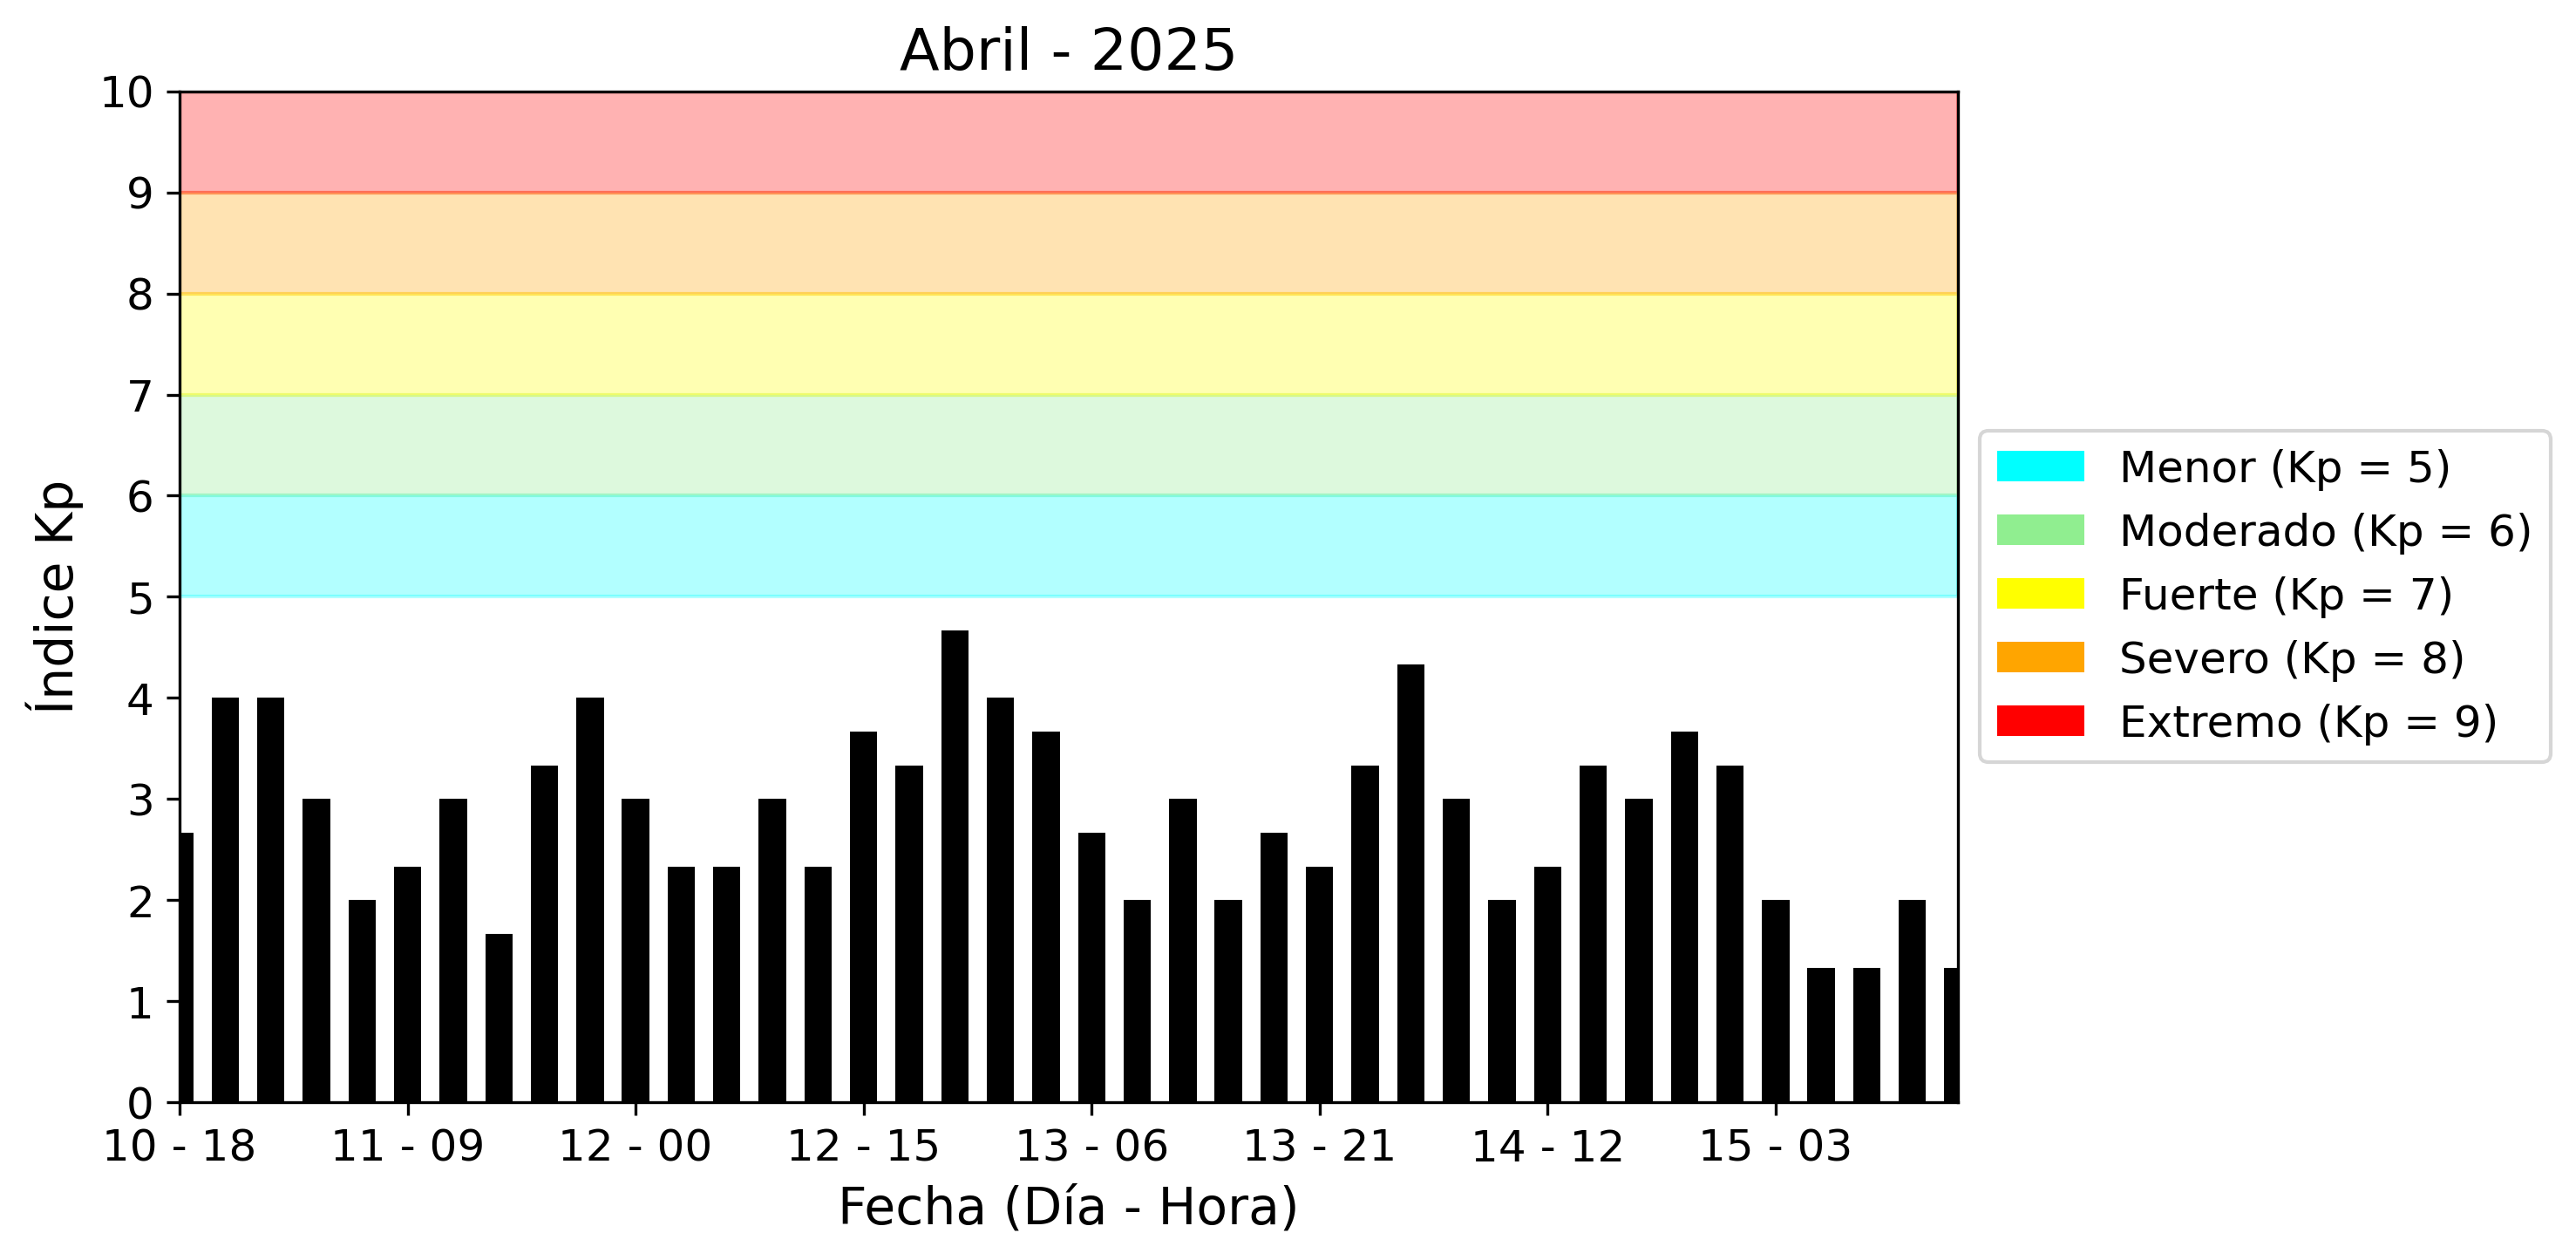 Abril - 2025
10
9
8
7
6
5
4
3
2
1
0
Índice Kp
10 - 18 11 - 09 12 - 00 12 - 15 13 - 06 13 - 21 14 - 12 15 - 03
Fecha (Día - Hora)
Menor (Kp = 5)
Moderado (Kp = 6)
Fuerte (Kp = 7)
Severo (Kp = 8)
Extremo (Kp = 9)